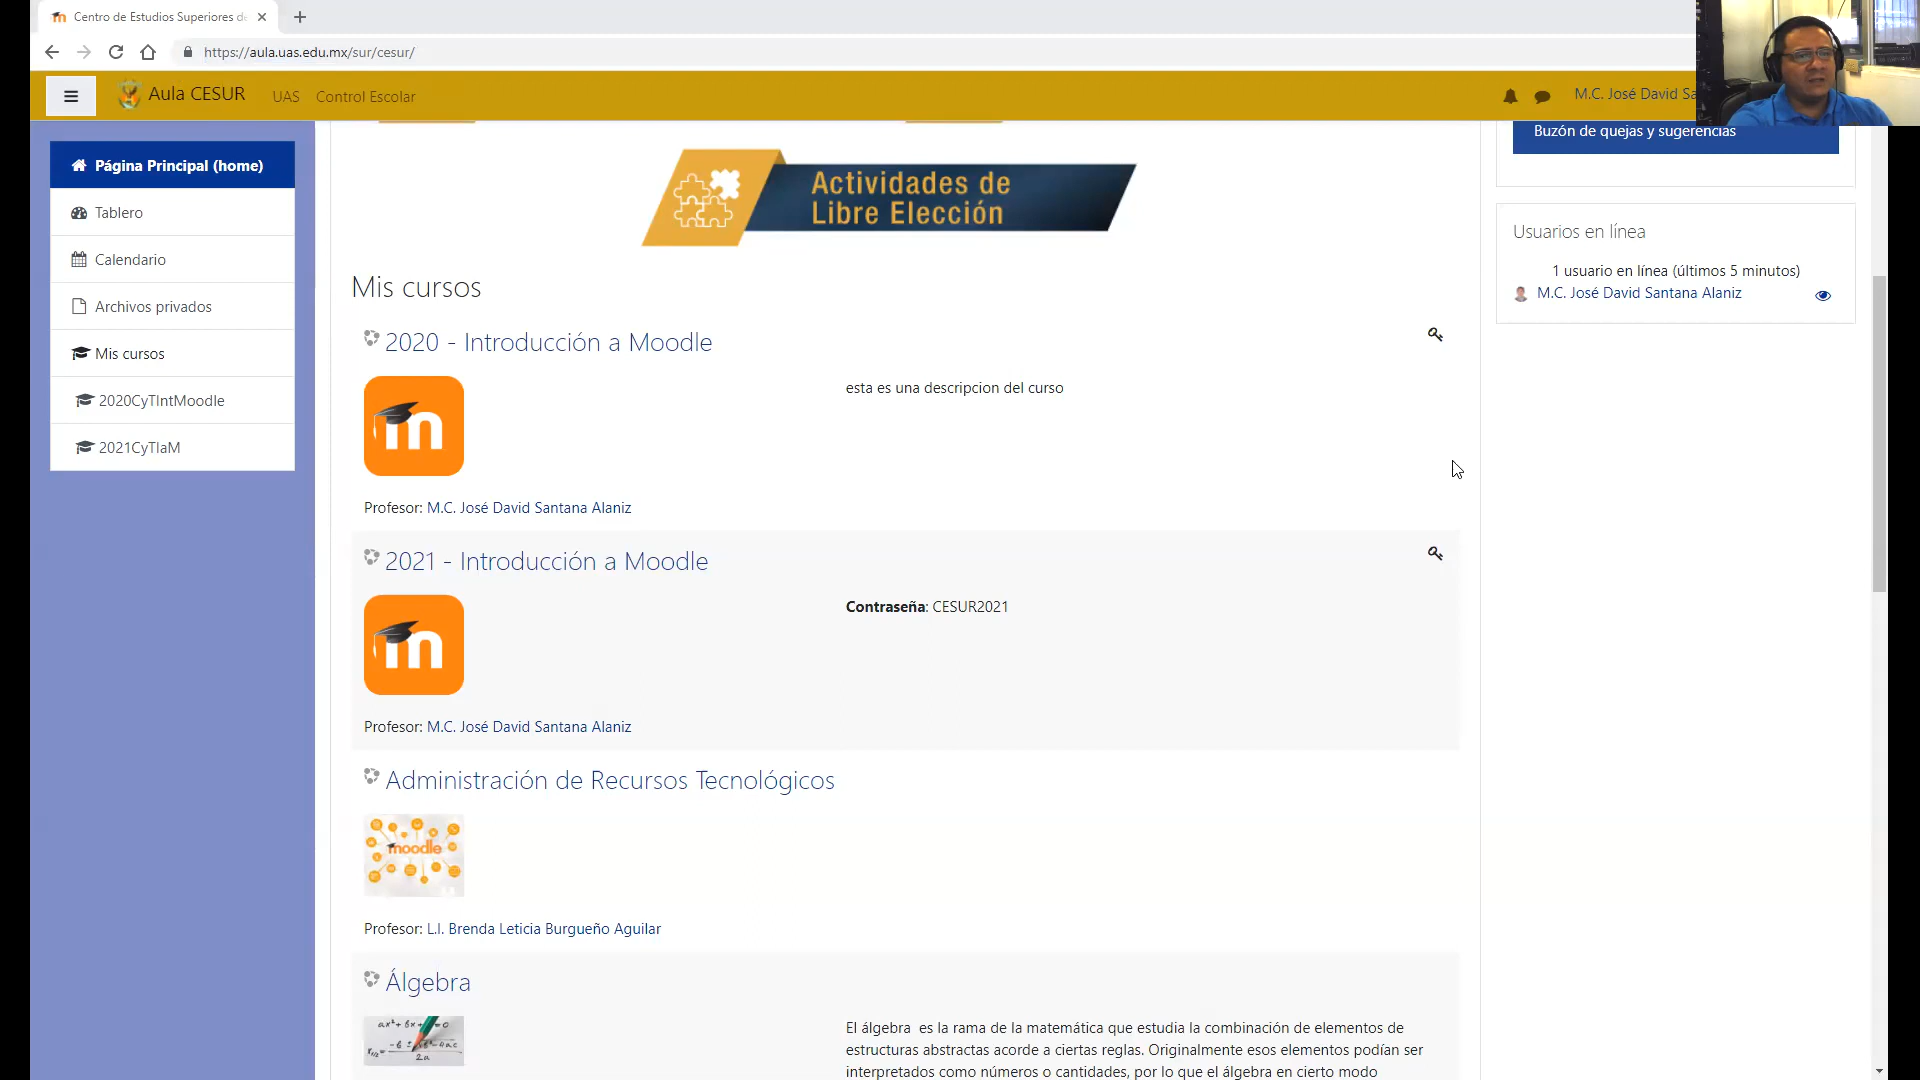 Centro de Estudios Superiores de
https://aula.uas.edu.mx/sur/cesur/
Aula CESUR
UAS
Control Escolar
M.C. José David Sa
Página Principal (home)
Tablero
Calendario
Archivos privados
Mis cursos
2020CyTIntMoodle
2021CyTIaM
Actividades de
Libre Elección
Mis cursos
2020 - Introducción a Moodle
esta es una descripcion del curso
Profesor: M.C. José David Santana Alaniz
2021 - Introducción a Moodle
Contraseña: CESUR2021
Profesor: M.C. José David Santana Alaniz
Administración de Recursos Tecnológicos
moodle
Profesor: L.I. Brenda Leticia Burgueño Aguilar
Álgebra
El álgebra es la rama de la matemática que estudia la combinación de elementos de
estructuras abstractas acorde a ciertas reglas. Originalmente esos elementos podían ser
interpretados como números o cantidades, por lo que el álgebra en cierto modo
Buzón de quejas y sugerencias
Usuarios en línea
1 usuario en línea (últimos 5 minutos)
M.C. José David Santana Alaniz